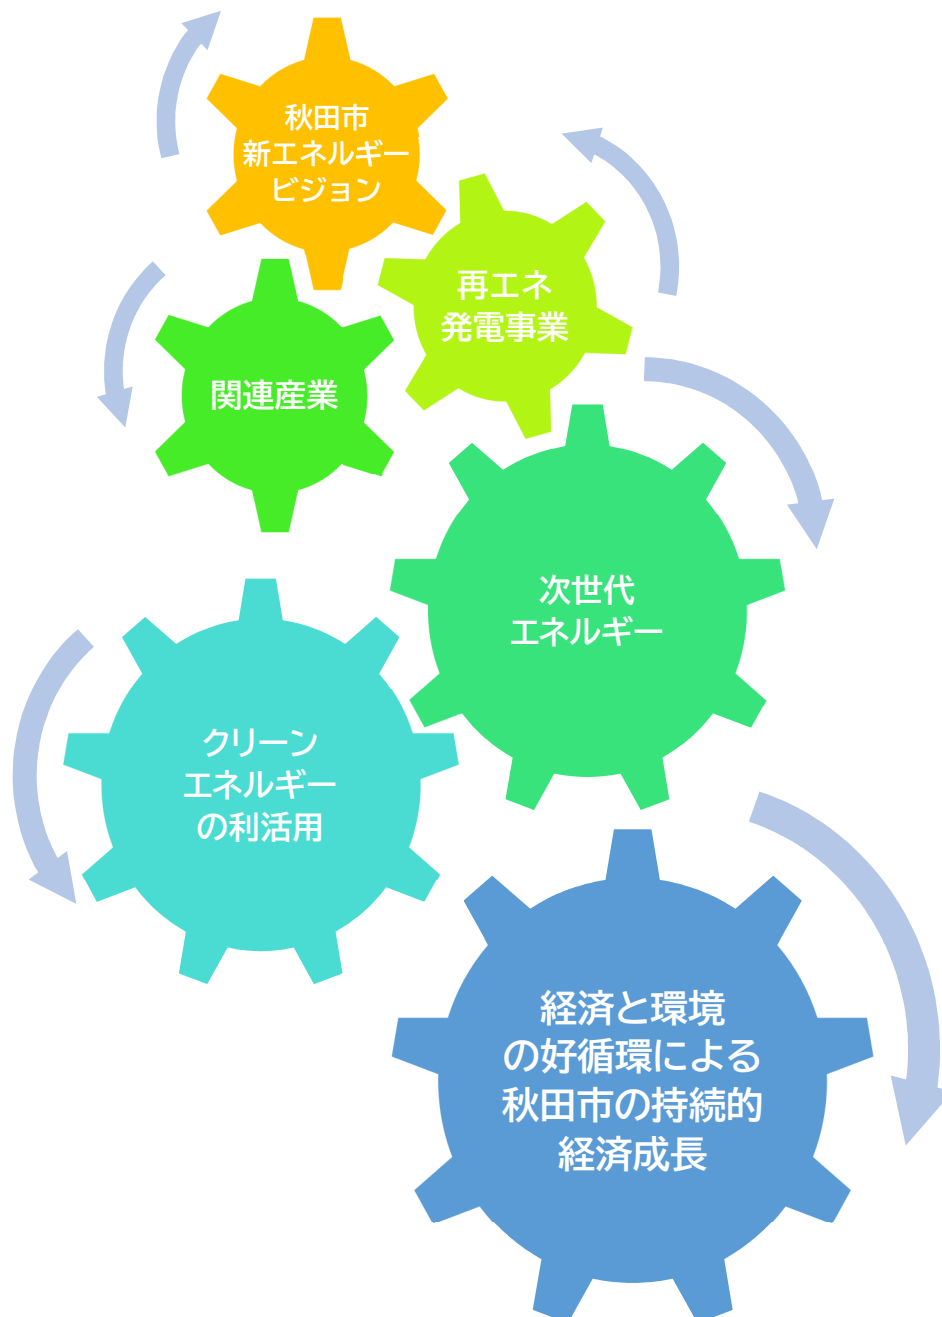 秋田市
新エネルギー
ビジョン
再エネ
発電事業
関連産業
次世代
エネルギー
クリーン
エネルギー
の利活用
経済と環境
の好循環による
秋田市の持続的
経済成長